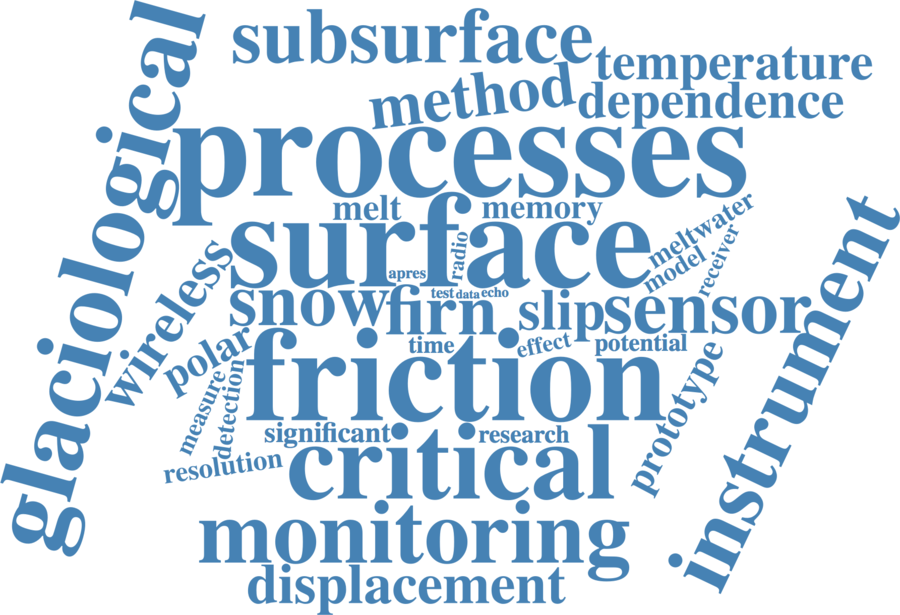 subsurface
temperature
method
dependence
glaciological
processes
melt
memory
surface
radio
meltwater
apres
model
receiver
wireless
snow
firn
test
data
echo
slip
sensor
instrument
polar
time
effect
potential
friction
measure
detection
prototype
significant
research
resolution
critical
monitoring
displacement